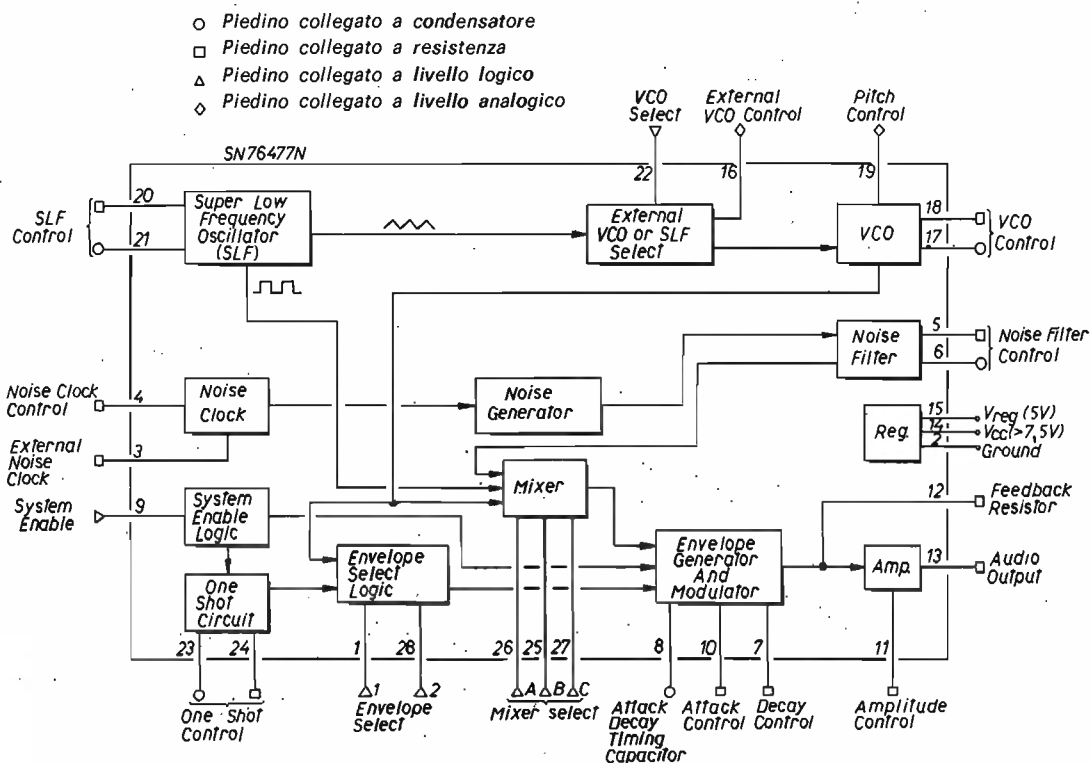 Piedino collegato a condensatore
Piedino collegato a resistenza
Piedino collegato a livello logico
Piedino collegato a livello analogico
VCO
Select
External
VCO Control
Pitch
Control
SN76477N
22
16
19
SLF
Control
20
21
Super Low
Frequency
Oscillator
(SLF)
External
VCO or SLF
Select
VCO
18
17
VCO
Control
Noise
Filter
5
6
Noise Filter
Control
Noise Clock
Control
4
Noise
Clock
Noise
Generator
External
Noise
Clock
3
Reg.
15
14
2
Vreg (5V)
Vcc(>7,5V)
Ground
Mixer
System
Enable
9
System
Enable
Logic
12
Feedback
Resistor
One
Shot
Circuit
Envelope
Select
Logic
Envelope
Generator
And
Modulator
Amp.
13
Audio
Output
23
24
1
28
26
25
27
8
10
7
11
1
2
A
B
C
One Shot
Control
Envelope
Select
Mixer select
Attack
Decay
Timing
Capacitor
Attack
Control
Decay
Control
Amplitude
Control